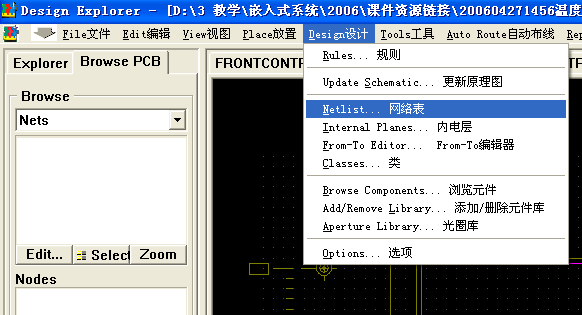 Design Explorer - [D:\3 教学\嵌入式系统\2006\课件资源链接\200604271456温度
File文件 Edit编辑 View视图 Place放置 Design设计 Tools工具 Auto Route自动布线 Rep
Explorer Browse PCB
FRONTCONTF
Browse
Nets
Edit... Select Zoom
Nodes
Rules... 规则
Update Schematic... 更新原理图
Netlist... 网络表
Internal Planes... 内电层
From-To Editor... From-To编辑器
Classes... 类
Browse Components... 浏览元件
Add/Remove Library... 添加/删除元件库
Aperture Library... 光圈库
Options... 选项